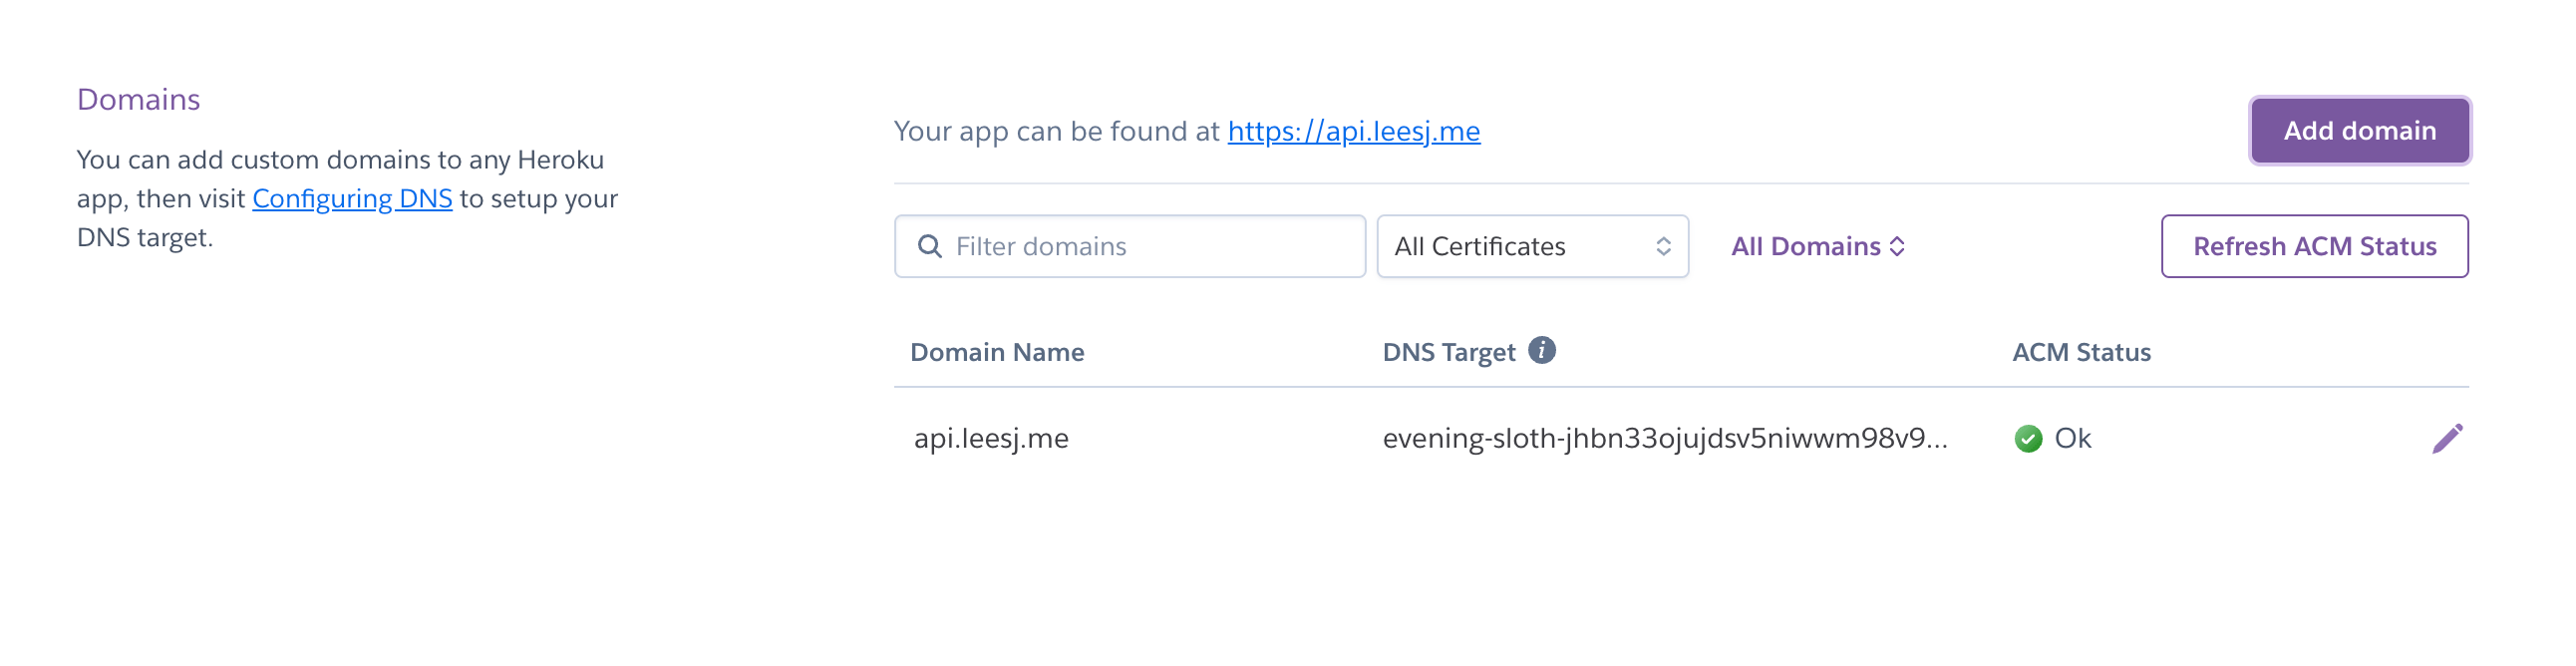 Domains
You can add custom domains to any Heroku
app, then visit Configuring DNS to setup your
DNS target.
Your app can be found at https://api.leesj.me
Add domain
Filter domains
All Certificates
All Domains
Refresh ACM Status
Domain Name
DNS Target
ACM Status
api.leesj.me
evening-sloth-jhbn33ojujdsv5niwwm98v9...
Ok